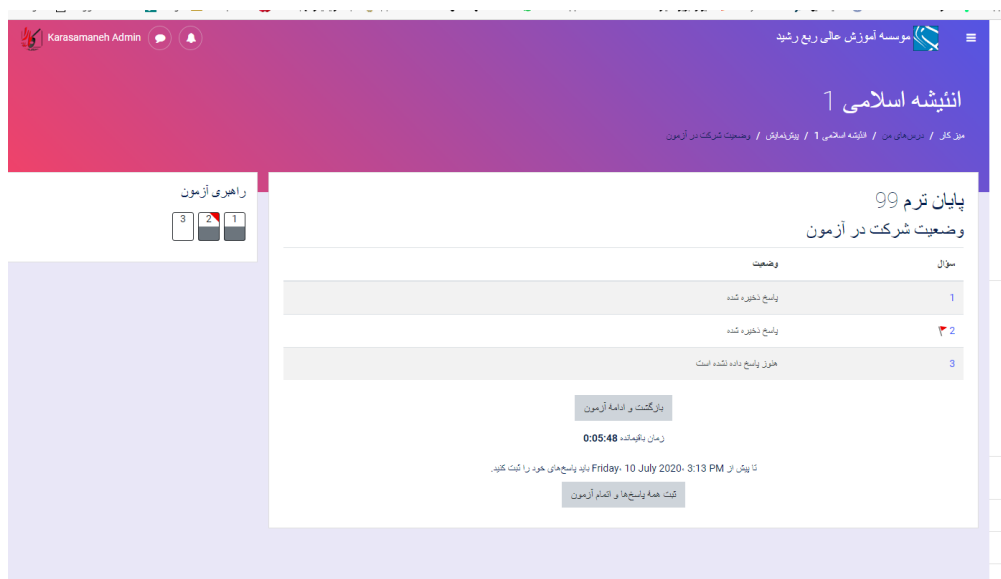 ≡ موسسه آموزش عالی ربع رشید
Karasamaneh Admin
انئیشه اسلامی 1
میز کار / درس‌های من / انئیشه اسلامی 1 / پیش‌نمایش / وضعیت شرکت در آزمون
پایان ترم 99
وضعیت شرکت در آزمون
سؤال وضعیت
1 پاسخ ذخیره شده
2 پاسخ ذخیره شده
3 هنوز پاسخ داده نشده است
بازگشت و ادامهٔ آزمون
زمان باقیمانده 0:05:48
تا پیش از Friday، 10 July 2020، 3:13 PM باید پاسخ‌های خود را ثبت کنید.
ثبت همهٔ پاسخ‌ها و اتمام آزمون
راهبری آزمون
1 2 3